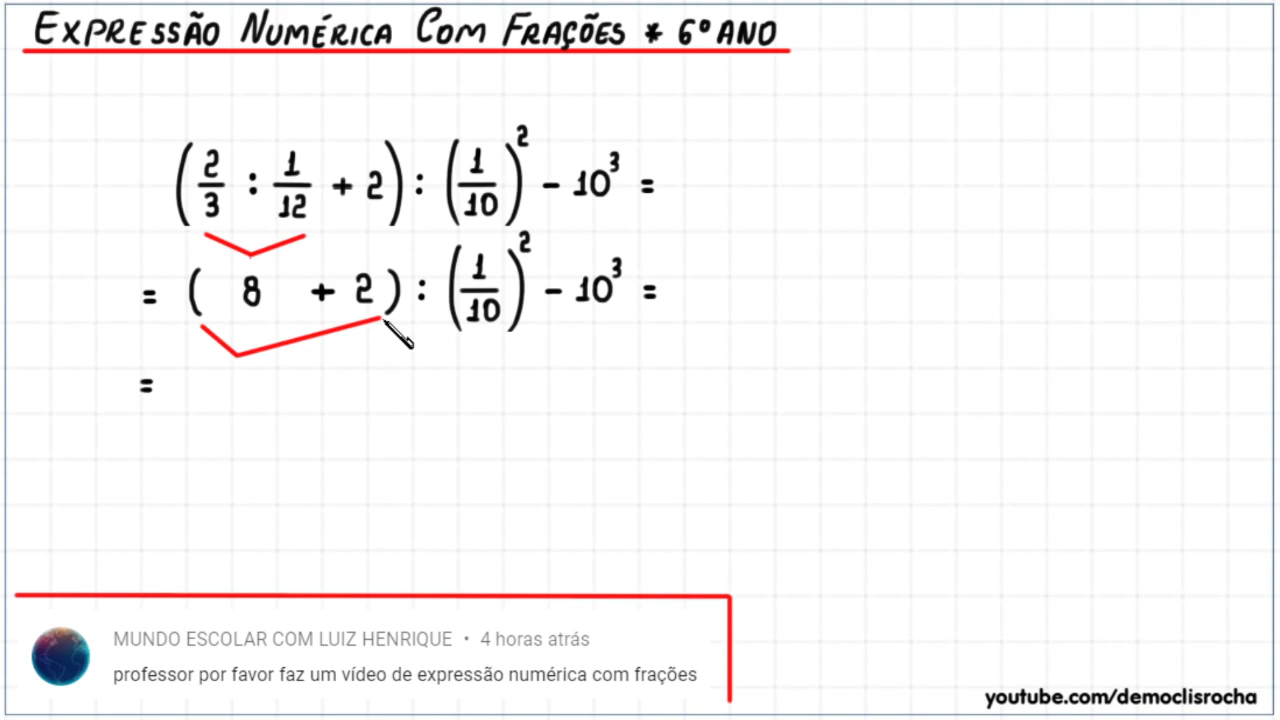 EXPRESSÃO NUMÉRICA COM FRAÇÕES * 6º ANO
(2/3 : 1/12 + 2) : (1/10)² - 10³ =
= ( 8 + 2 ) : (1/10)² - 10³ =
=
MUNDO ESCOLAR COM LUIZ HENRIQUE • 4 horas atrás
professor por favor faz um vídeo de expressão numérica com frações
youtube.com/democlisrocha